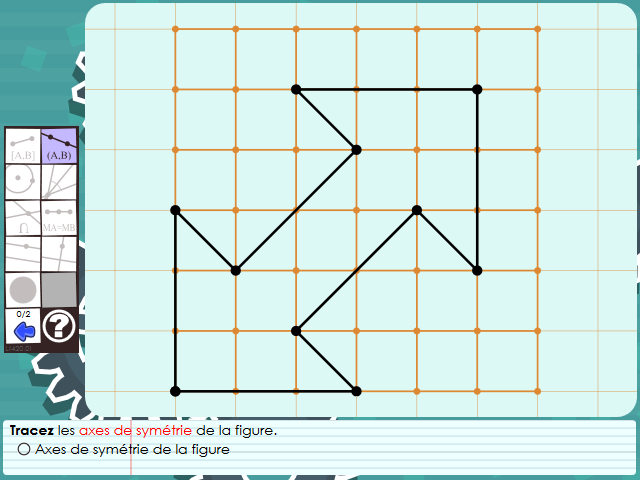 [A,B]
(A,B)
∩
MA=MB
0/2
?
Tracez les axes de symétrie de la figure.
Axes de symétrie de la figure